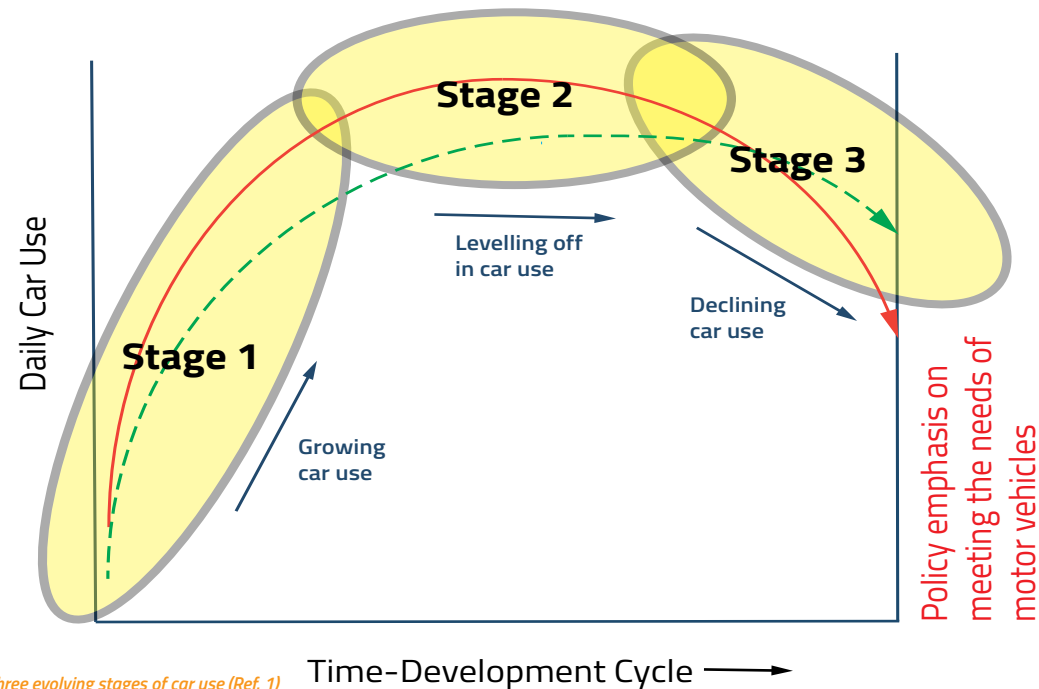 Stage 2
Stage 3
Daily Car Use
Levelling off
in car use
Declining
car use
Stage 1
Growing
car use
Policy emphasis on
meeting the needs of
motor vehicles
Time-Development Cycle
three evolving stages of car use (Ref. 1)